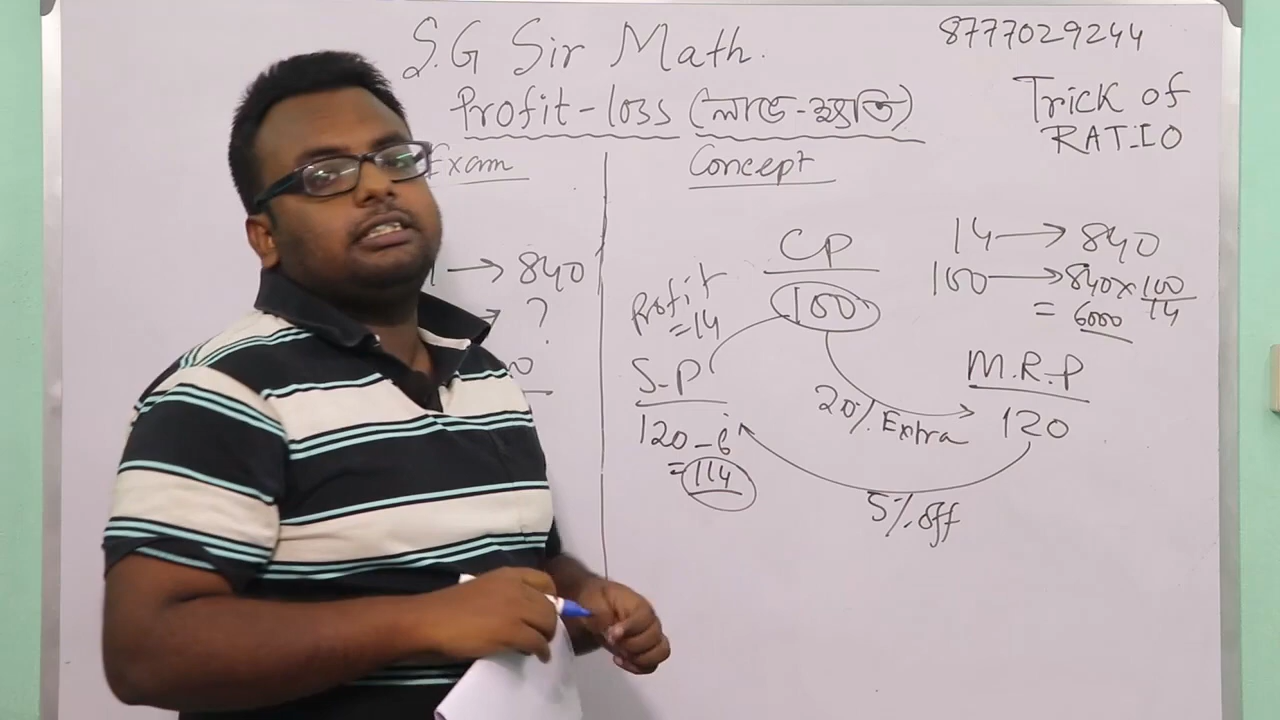 S.G Sir Math.
8777029244
Profit-loss (লাভ-ক্ষতি)
Trick of
RATIO
Exam
Concept
→ 840
→ ?
CP
100
Profit
=14
S.P
120-6
=114
20% Extra
M.R.P
120
5% off
14 → 840
100 → 840×100/14
= 6000